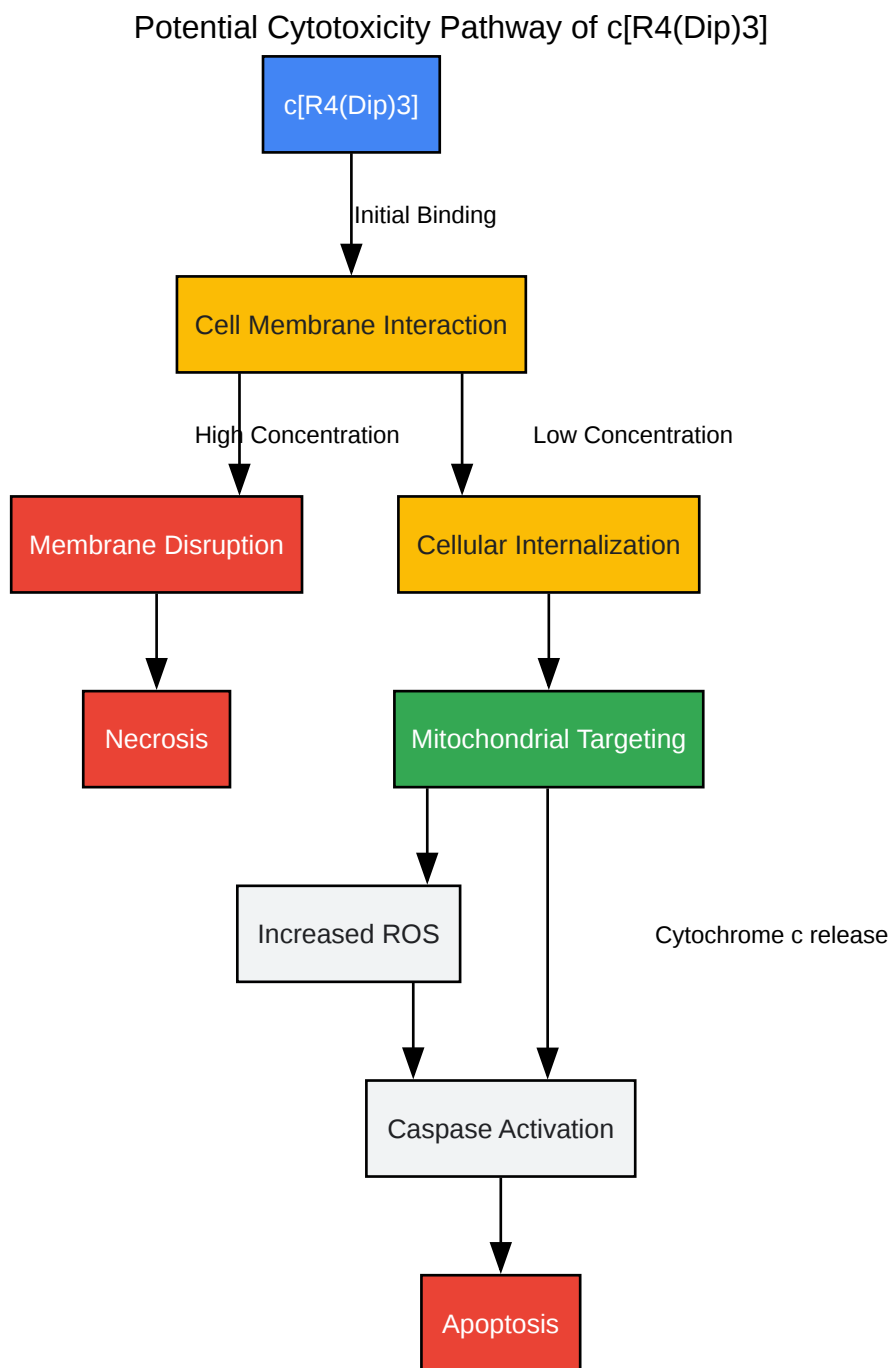 Potential Cytotoxicity Pathway of c[R4(Dip)3]
c[R4(Dip)3]
Initial Binding
Cell Membrane Interaction
High Concentration
Low Concentration
Membrane Disruption
Cellular Internalization
Necrosis
Mitochondrial Targeting
Increased ROS
Cytochrome c release
Caspase Activation
Apoptosis